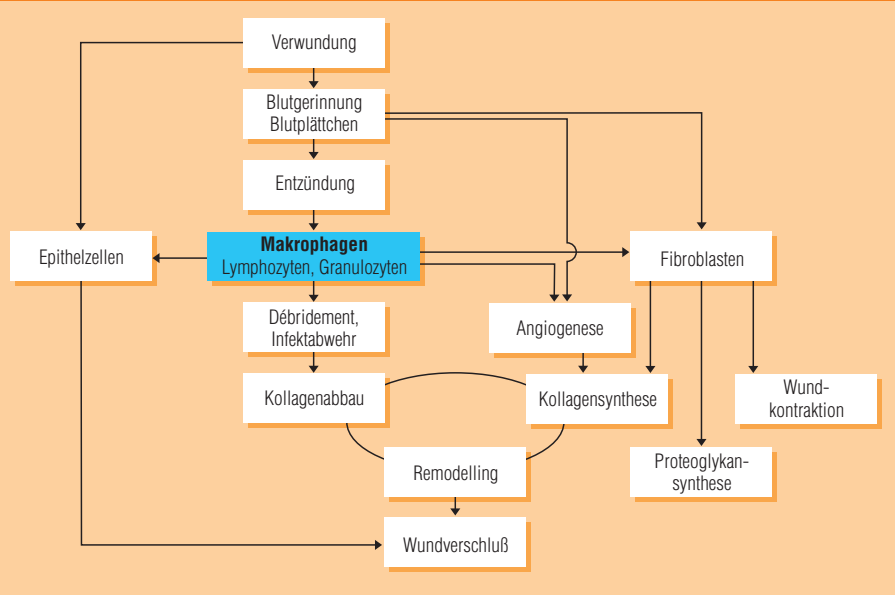 Verwundung
Blutgerinnung
Blutplättchen
Entzündung
Epithelzellen
Makrophagen
Lymphozyten, Granulozyten
Fibroblasten
Débridement,
Infektabwehr
Angiogenese
Kollagenabbau
Kollagensynthese
Wund-
kontraktion
Remodelling
Proteoglykan-
synthese
Wundverschluß